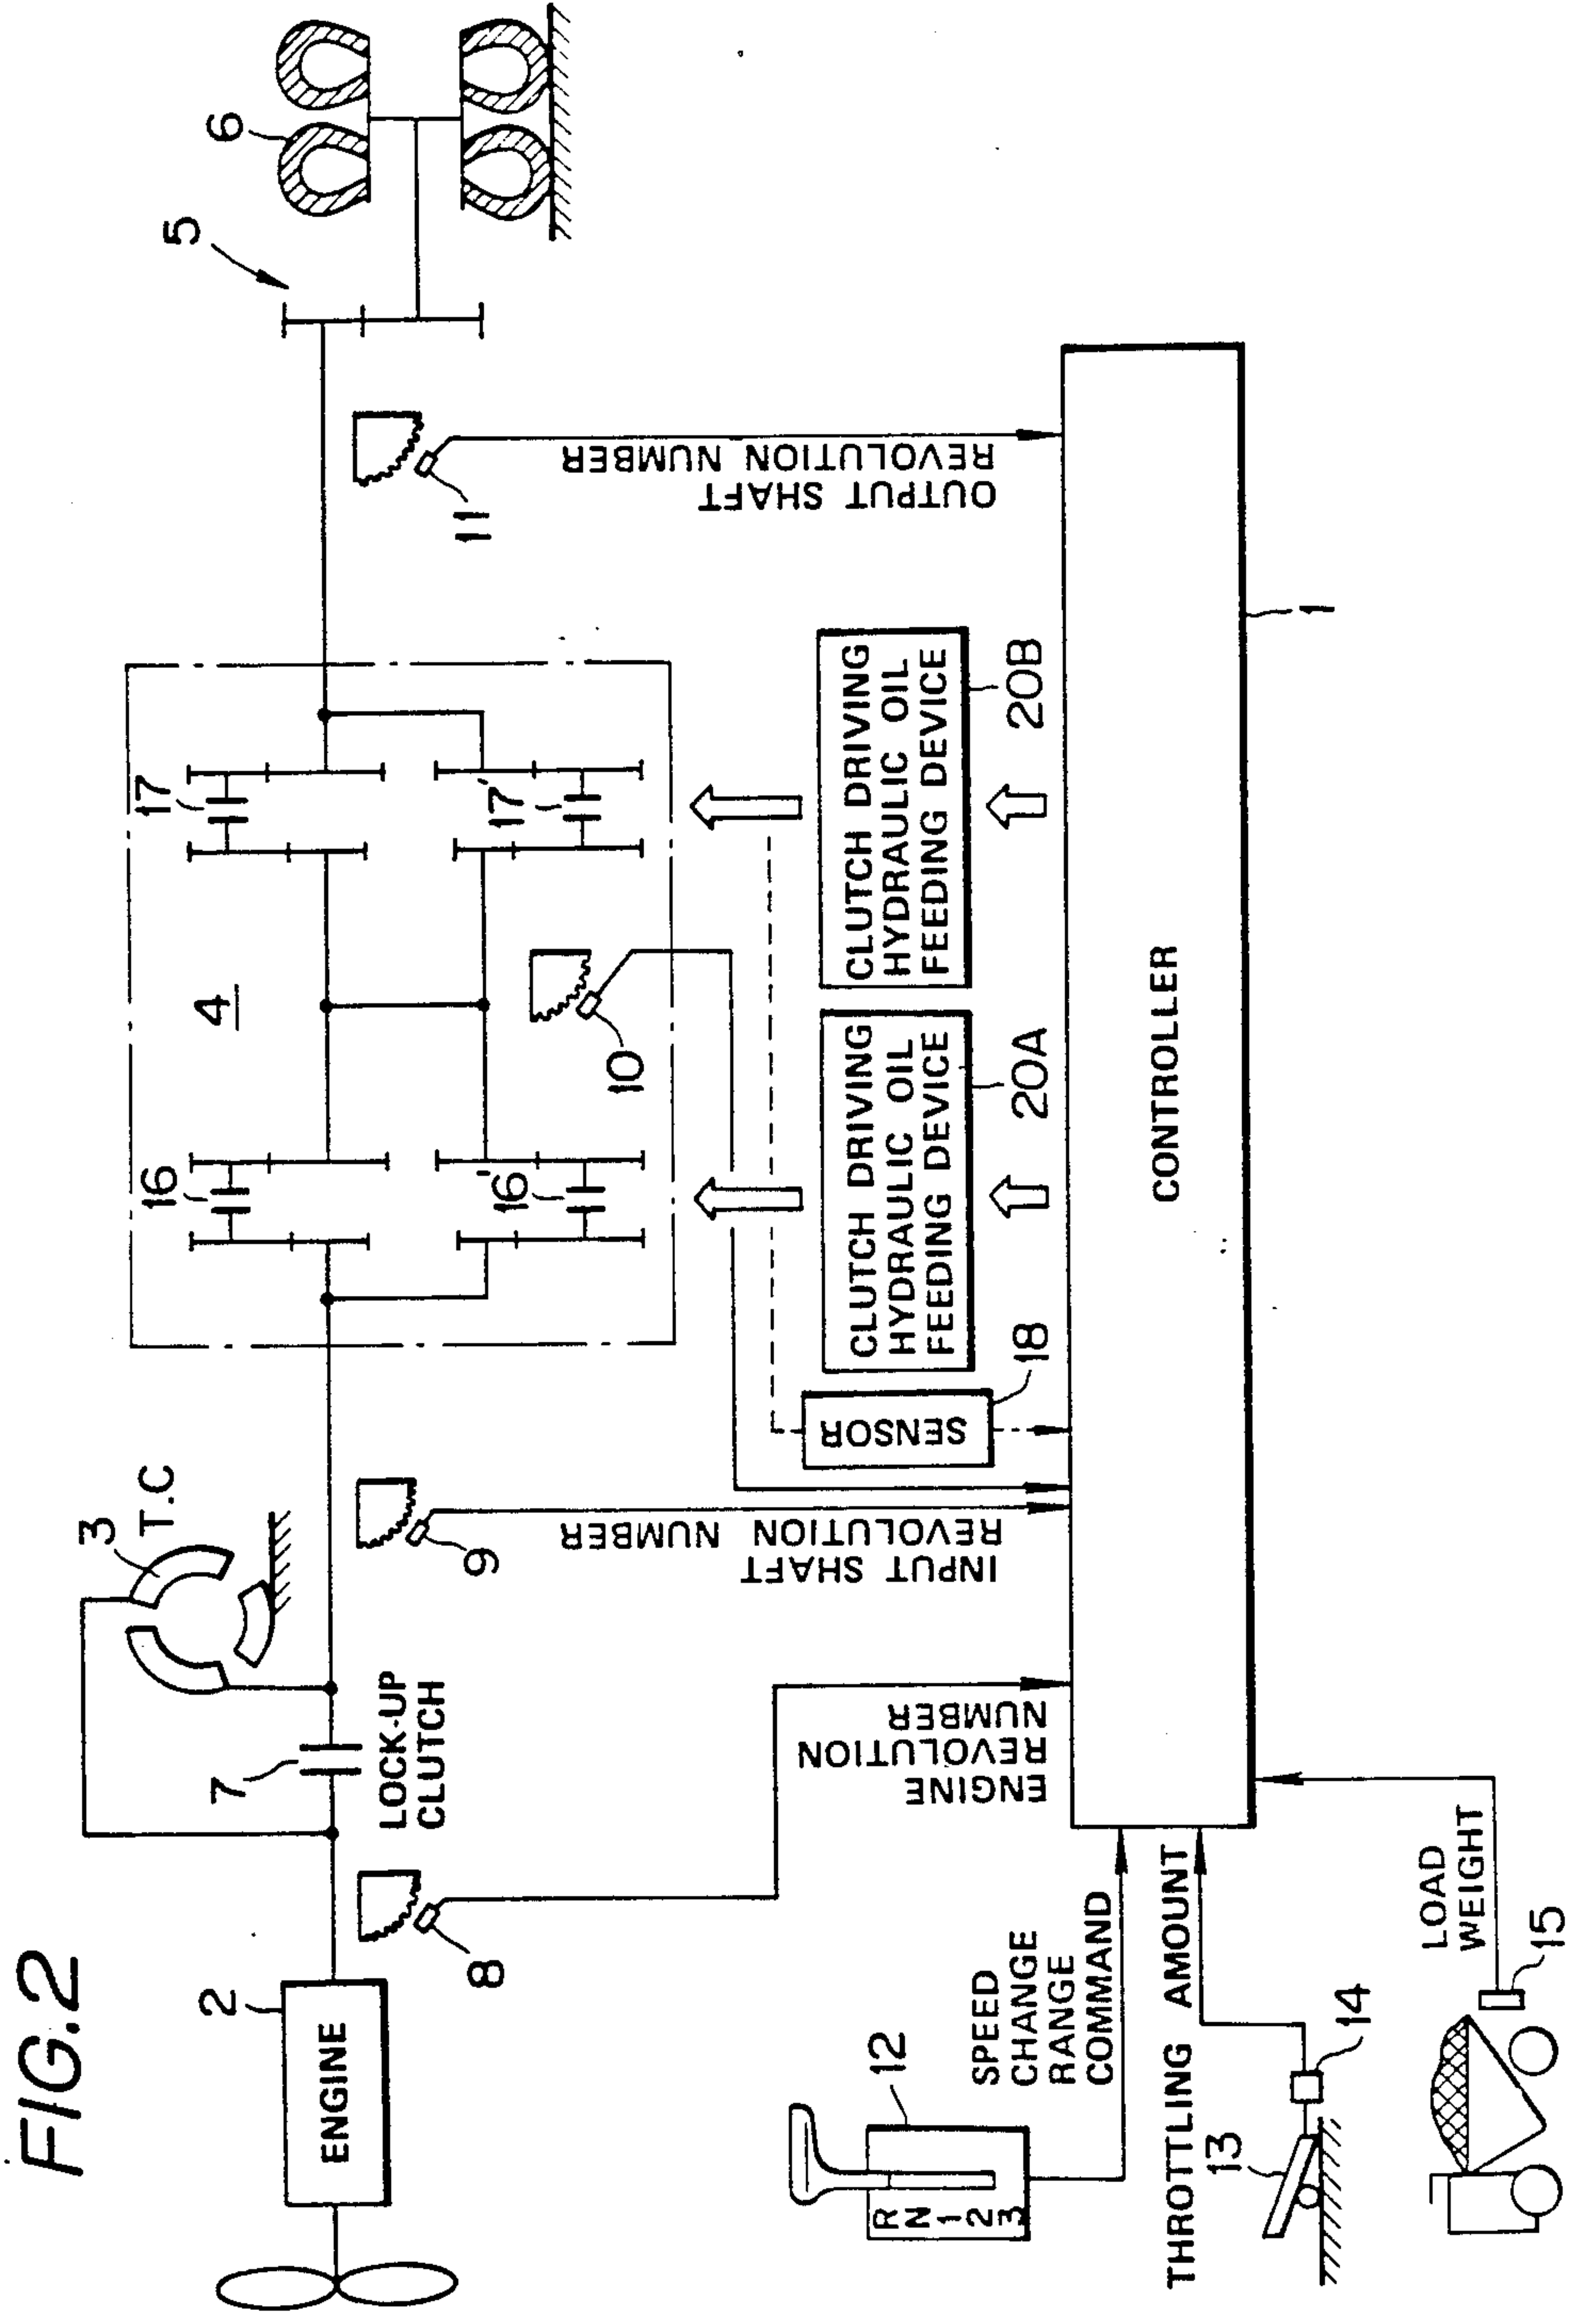 FIG.2
2
ENGINE
8
7
LOCK-UP
CLUTCH
3
T.C
9
16
16'
4
10
17
17'
11
5
6
ENGINE
REVOLUTION
NUMBER
INPUT SHAFT
REVOLUTION NUMBER
OUTPUT SHAFT
REVOLUTION NUMBER
SENSOR
18
CLUTCH DRIVING
HYDRAULIC OIL
FEEDING DEVICE
20A
CLUTCH DRIVING
HYDRAULIC OIL
FEEDING DEVICE
20B
12
R
N
1
2
3
SPEED
CHANGE
RANGE
COMMAND
CONTROLLER
1
THROTTLING AMOUNT
13
14
LOAD
WEIGHT
15